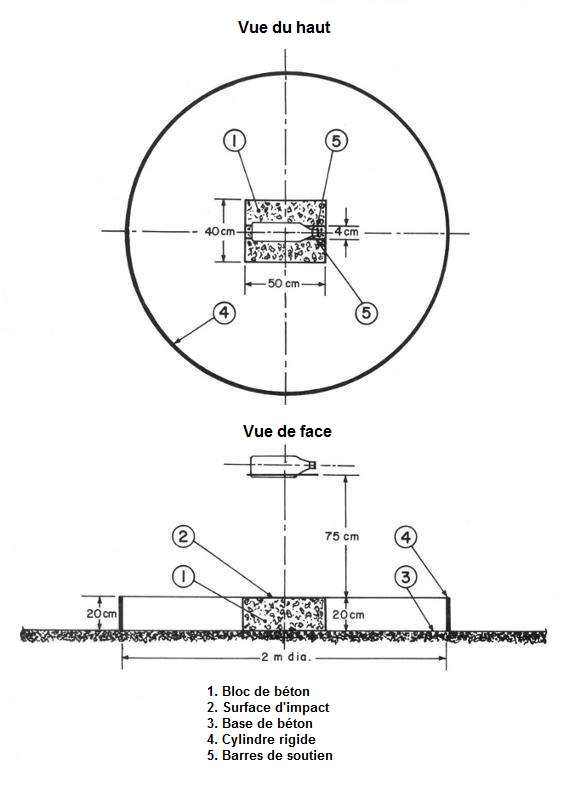 Vue du haut
1
5
40 cm
4 cm
50 cm
4
5
Vue de face
75 cm
2
4
1
3
20 cm
20 cm
2 m dia.
1. Bloc de béton
2. Surface d'impact
3. Base de béton
4. Cylindre rigide
5. Barres de soutien